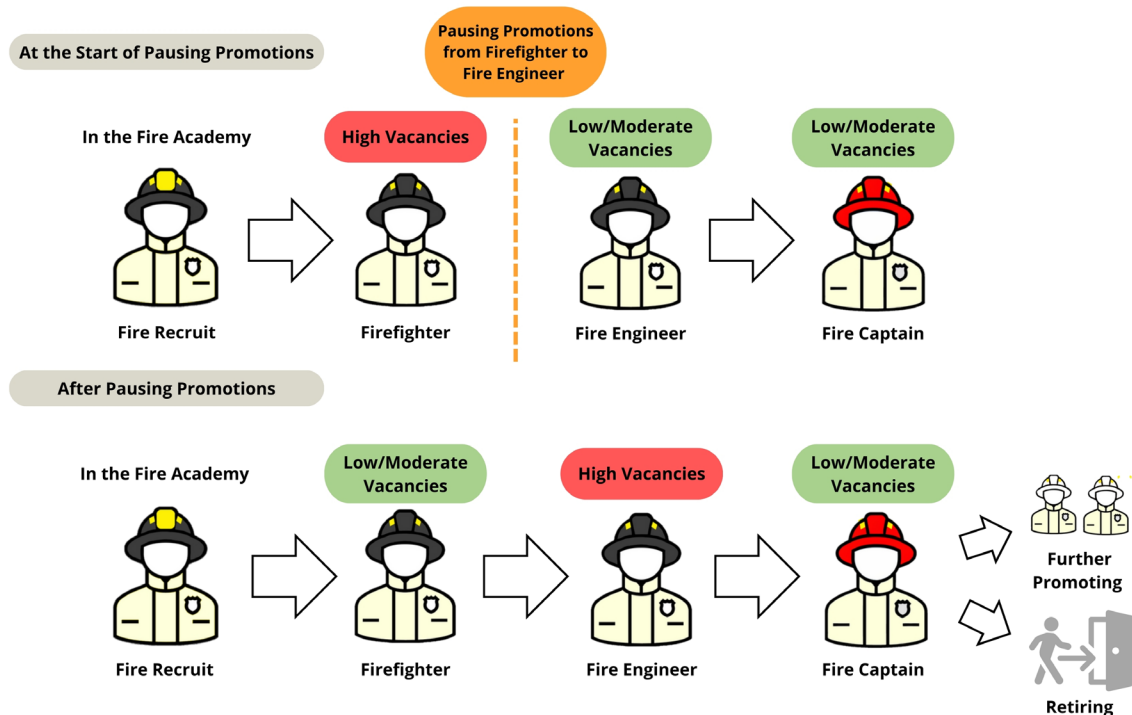 At the Start of Pausing Promotions
Pausing Promotions
from Firefighter to
Fire Engineer
In the Fire Academy
High Vacancies
Low/Moderate
Vacancies
Low/Moderate
Vacancies
Fire Recruit
Firefighter
Fire Engineer
Fire Captain
After Pausing Promotions
In the Fire Academy
Low/Moderate
Vacancies
High Vacancies
Low/Moderate
Vacancies
Fire Recruit
Firefighter
Fire Engineer
Fire Captain
Further
Promoting
Retiring